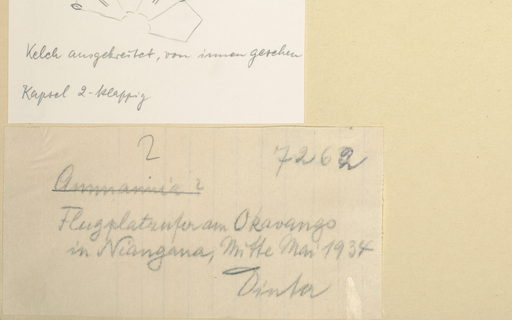 Kelch ausgebreitet, von innen gesehen
Kapsel 2-klappig
2
7262
Ammannia ?
Flugplatzufer am Okavango
in Niangana, Mitte Mai 1934
Dinter